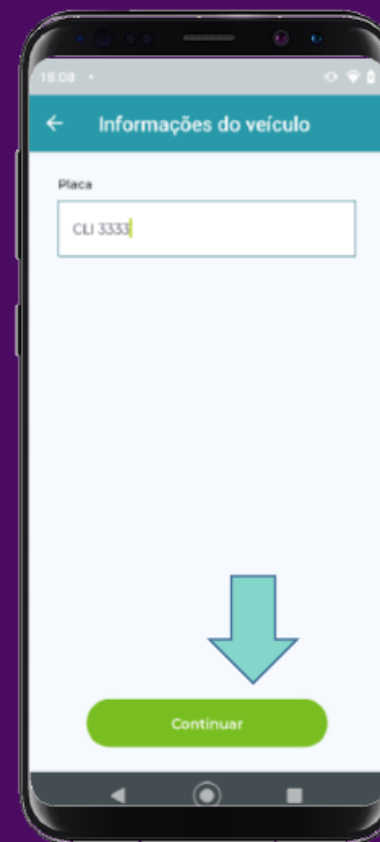 18:08
Informações do veículo
Placa
CLI 3333
Continuar